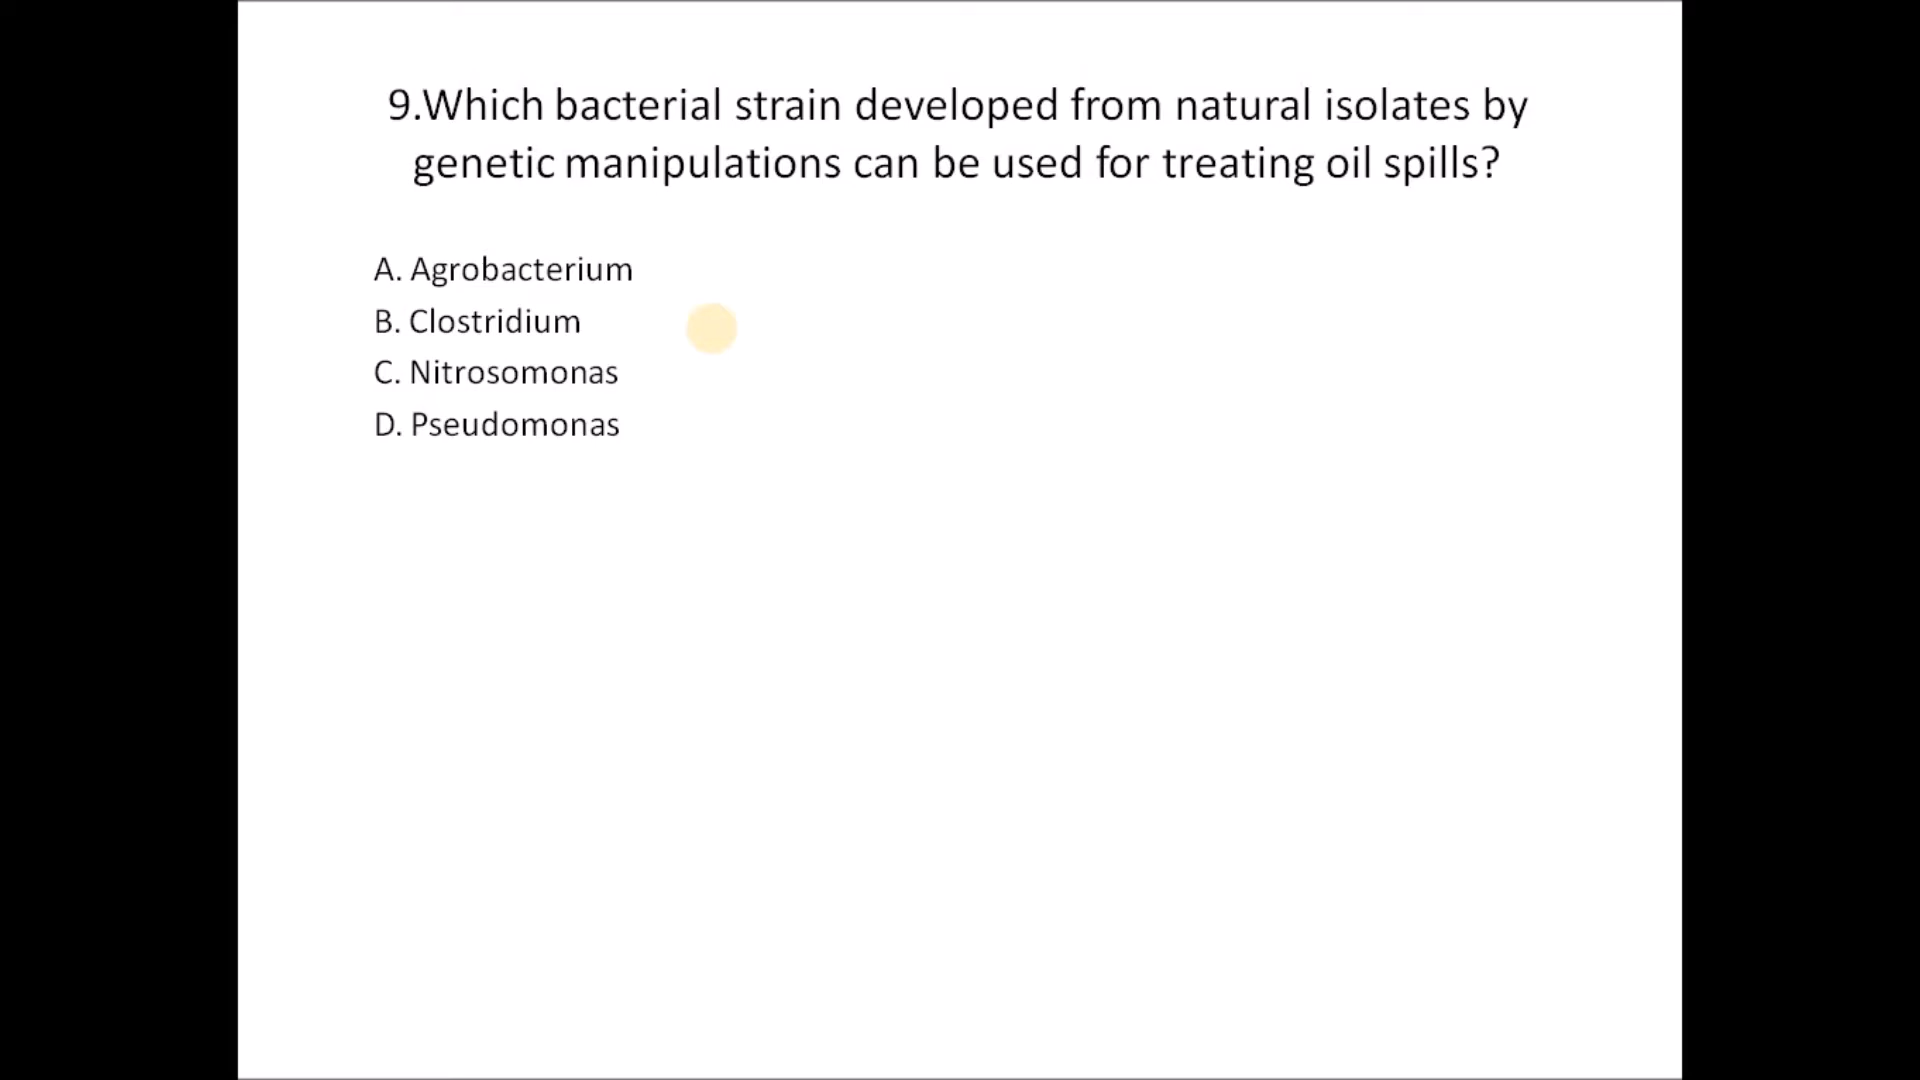 9.Which bacterial strain developed from natural isolates by
genetic manipulations can be used for treating oil spills?
A. Agrobacterium
B. Clostridium
C. Nitrosomonas
D. Pseudomonas